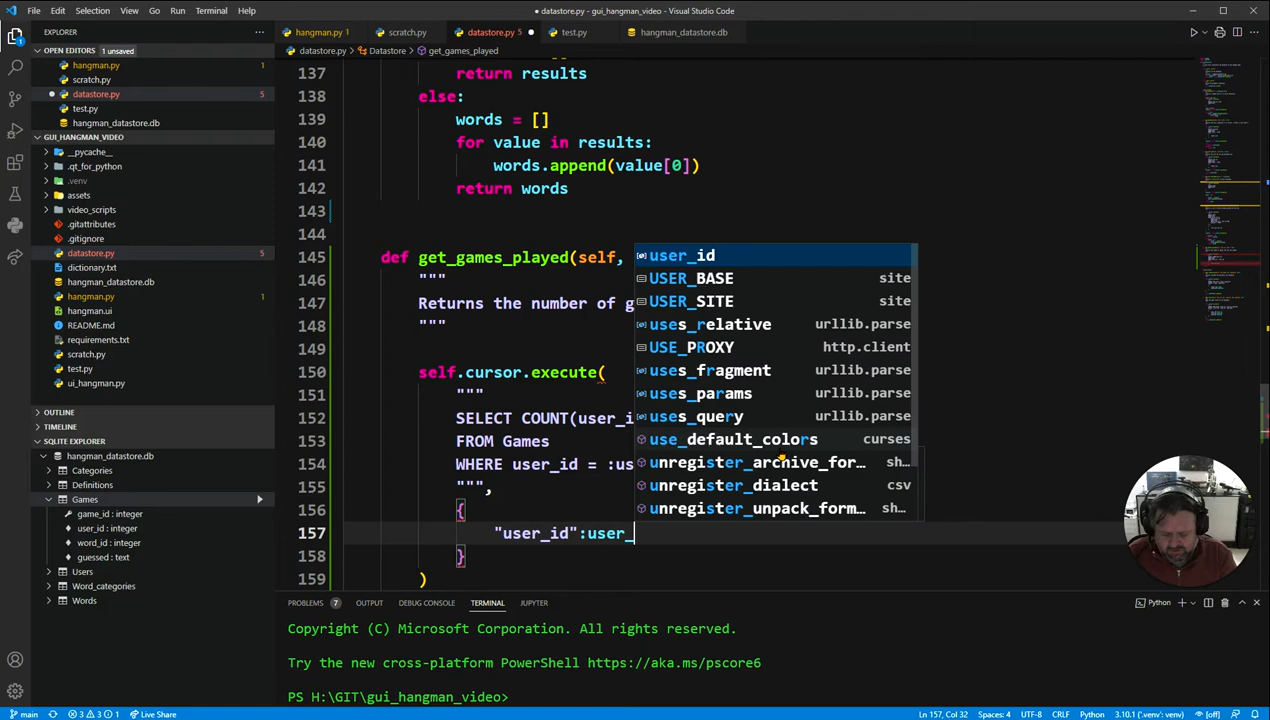 File Edit Selection View Go Run Terminal Help
● datastore.py - gui_hangman_video - Visual Studio Code
EXPLORER ···
hangman.py 1 scratch.py datastore.py 5 ● test.py hangman_datastore.db
datastore.py > Datastore > get_games_played
OPEN EDITORS 1 unsaved
hangman.py 1
scratch.py
● datastore.py 5
test.py
hangman_datastore.db
GUI_HANGMAN_VIDEO
__pycache__
.qt_for_python
.venv
assets
video_scripts
.gitattributes
.gitignore
datastore.py 5
dictionary.txt
hangman_datastore.db
hangman.py 1
hangman.ui
README.md
requirements.txt
scratch.py
test.py
ui_hangman.py
OUTLINE
TIMELINE
SQLITE EXPLORER
hangman_datastore.db
Categories
Definitions
Games
game_id : integer
user_id : integer
word_id : integer
guessed : text
Users
Word_categories
Words
137 return results
138 else:
139 words = []
140 for value in results:
141 words.append(value[0])
142 return words
143
144
145 def get_games_played(self,
146 """
147 Returns the number of g
148 """
149
150 self.cursor.execute(
151 """
152 SELECT COUNT(user_i
153 FROM Games
154 WHERE user_id = :us
155 """,
156 {
157 "user_id":user_
158 }
159 )
user_id
USER_BASE site
USER_SITE site
uses_relative urllib.parse
USE_PROXY http.client
uses_fragment urllib.parse
uses_params urllib.parse
uses_query urllib.parse
use_default_colors curses
unregister_archive_for… sh…
unregister_dialect csv
unregister_unpack_form… sh…
PROBLEMS 7 OUTPUT DEBUG CONSOLE TERMINAL JUPYTER
Python
Copyright (C) Microsoft Corporation. All rights reserved.
Try the new cross-platform PowerShell https://aka.ms/pscore6
PS H:\GIT\gui_hangman_video>
main 3 3 1 Live Share
Ln 157, Col 32 Spaces: 4 UTF-8 CRLF Python 3.10.1 ('.venv': venv) [off]